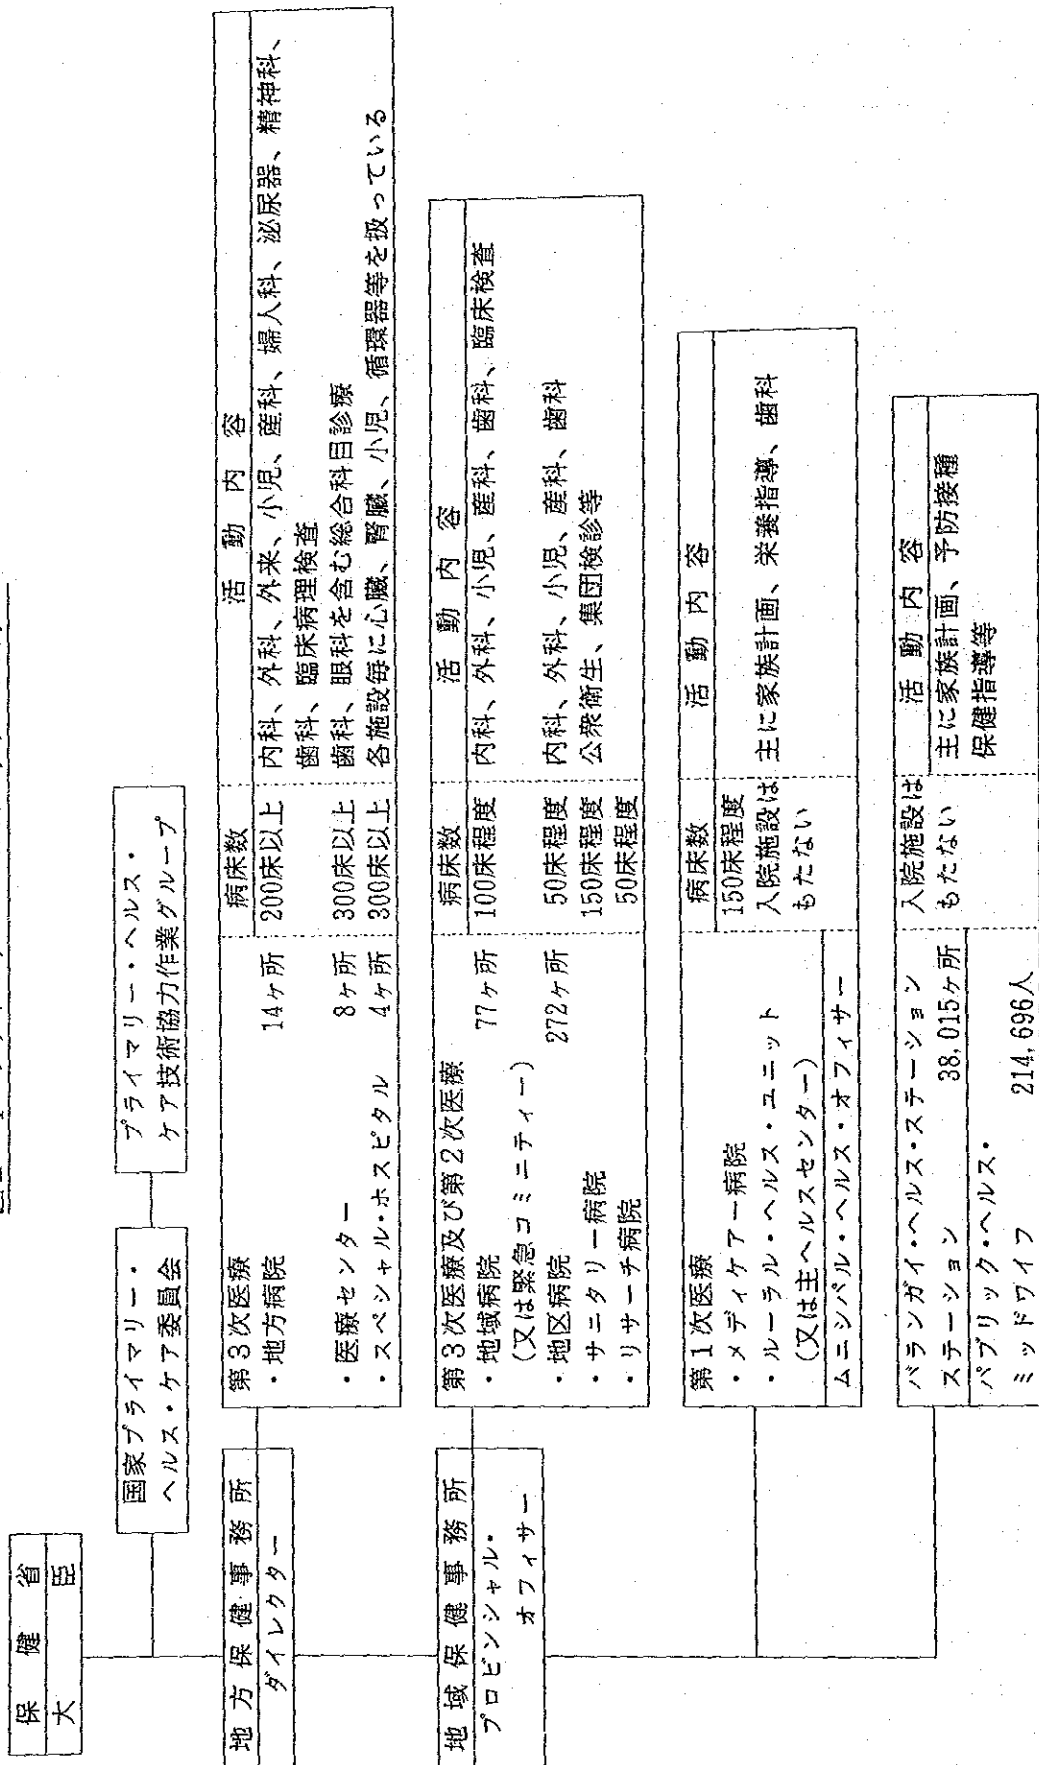 保健省
大臣
国家プライマリー・
ヘルス・ケア委員会
プライマリー・ヘルス・
ケア技術協力作業グループ
地方保健事務所
ダイレクター
第3次医療
病床数
活動内容
・地方病院 14ヶ所 200床以上 内科、外科、外来、小児、産科、婦人科、泌尿器、精神科、
歯科、臨床病理検査
・医療センター 8ヶ所 300床以上 歯科、眼科を含む総合科目診療
・スペシャル・ホスピタル 4ヶ所 300床以上 各施設毎に心臓、腎臓、小児、循環器等を扱っている
地域保健事務所
プロビンシャル・
オフィサー
第3次医療及び第2次医療
病床数
活動内容
・地域病院 77ヶ所 100床程度 内科、外科、小児、産科、歯科、臨床検査
(又は緊急コミニティー)
・地区病院 272ヶ所 50床程度 内科、外科、小児、産科、歯科
・サニタリー病院 150床程度 公衆衛生、集団検診等
・リサーチ病院 50床程度
第1次医療
病床数
活動内容
・メディケアー病院 150床程度
・ルーラル・ヘルス・ユニット 入院施設は 主に家族計画、栄養指導、歯科
(又は主ヘルスセンター) もたない
ムニシパル・ヘルス・オフィサー
バランガイ・ヘルス・ステーション 入院施設は 活動内容
ステーション 38,015ヶ所 もたない 主に家族計画、予防接種
パブリック・ヘルス・ 保健指導等
ミッドワイフ 214,696人